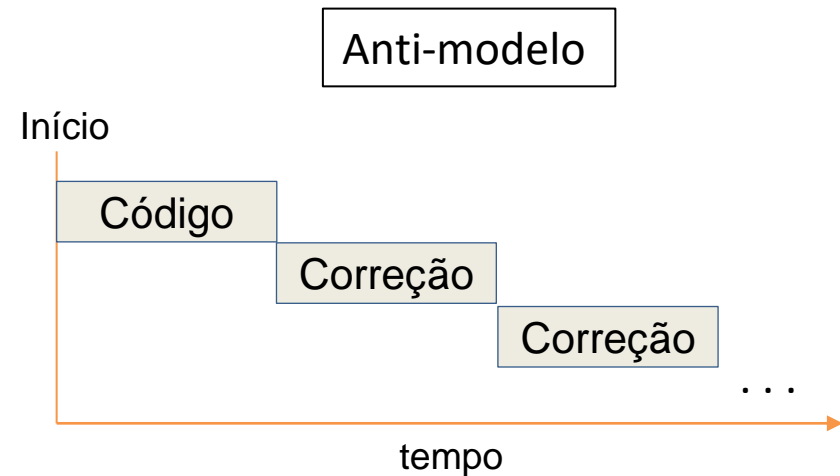 Anti-modelo
Início
Código
Correção
Correção
. . .
tempo